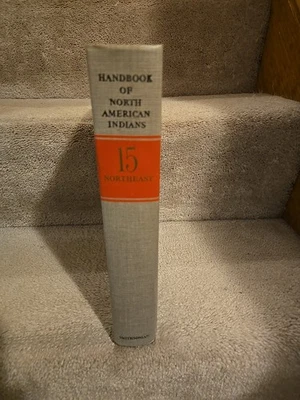 HANDBOOK
OF
NORTH
AMERICAN
INDIANS
15
NORTHEAST